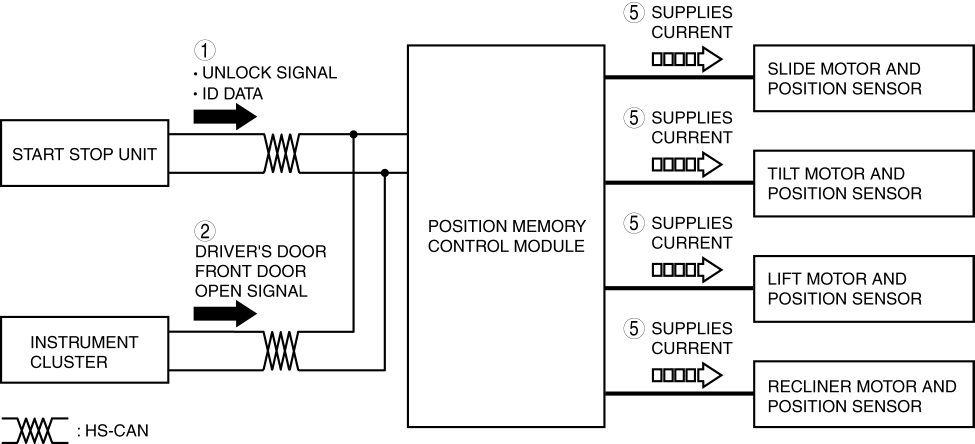 ① 
・UNLOCK SIGNAL
・ID DATA
START STOP UNIT
②
DRIVER'S DOOR
FRONT DOOR
OPEN SIGNAL
INSTRUMENT
CLUSTER
: HS-CAN
POSITION MEMORY
CONTROL MODULE
⑤ SUPPLIES
CURRENT
SLIDE MOTOR AND
POSITION SENSOR
⑤ SUPPLIES
CURRENT
TILT MOTOR AND
POSITION SENSOR
⑤ SUPPLIES
CURRENT
LIFT MOTOR AND
POSITION SENSOR
⑤ SUPPLIES
CURRENT
RECLINER MOTOR AND
POSITION SENSOR